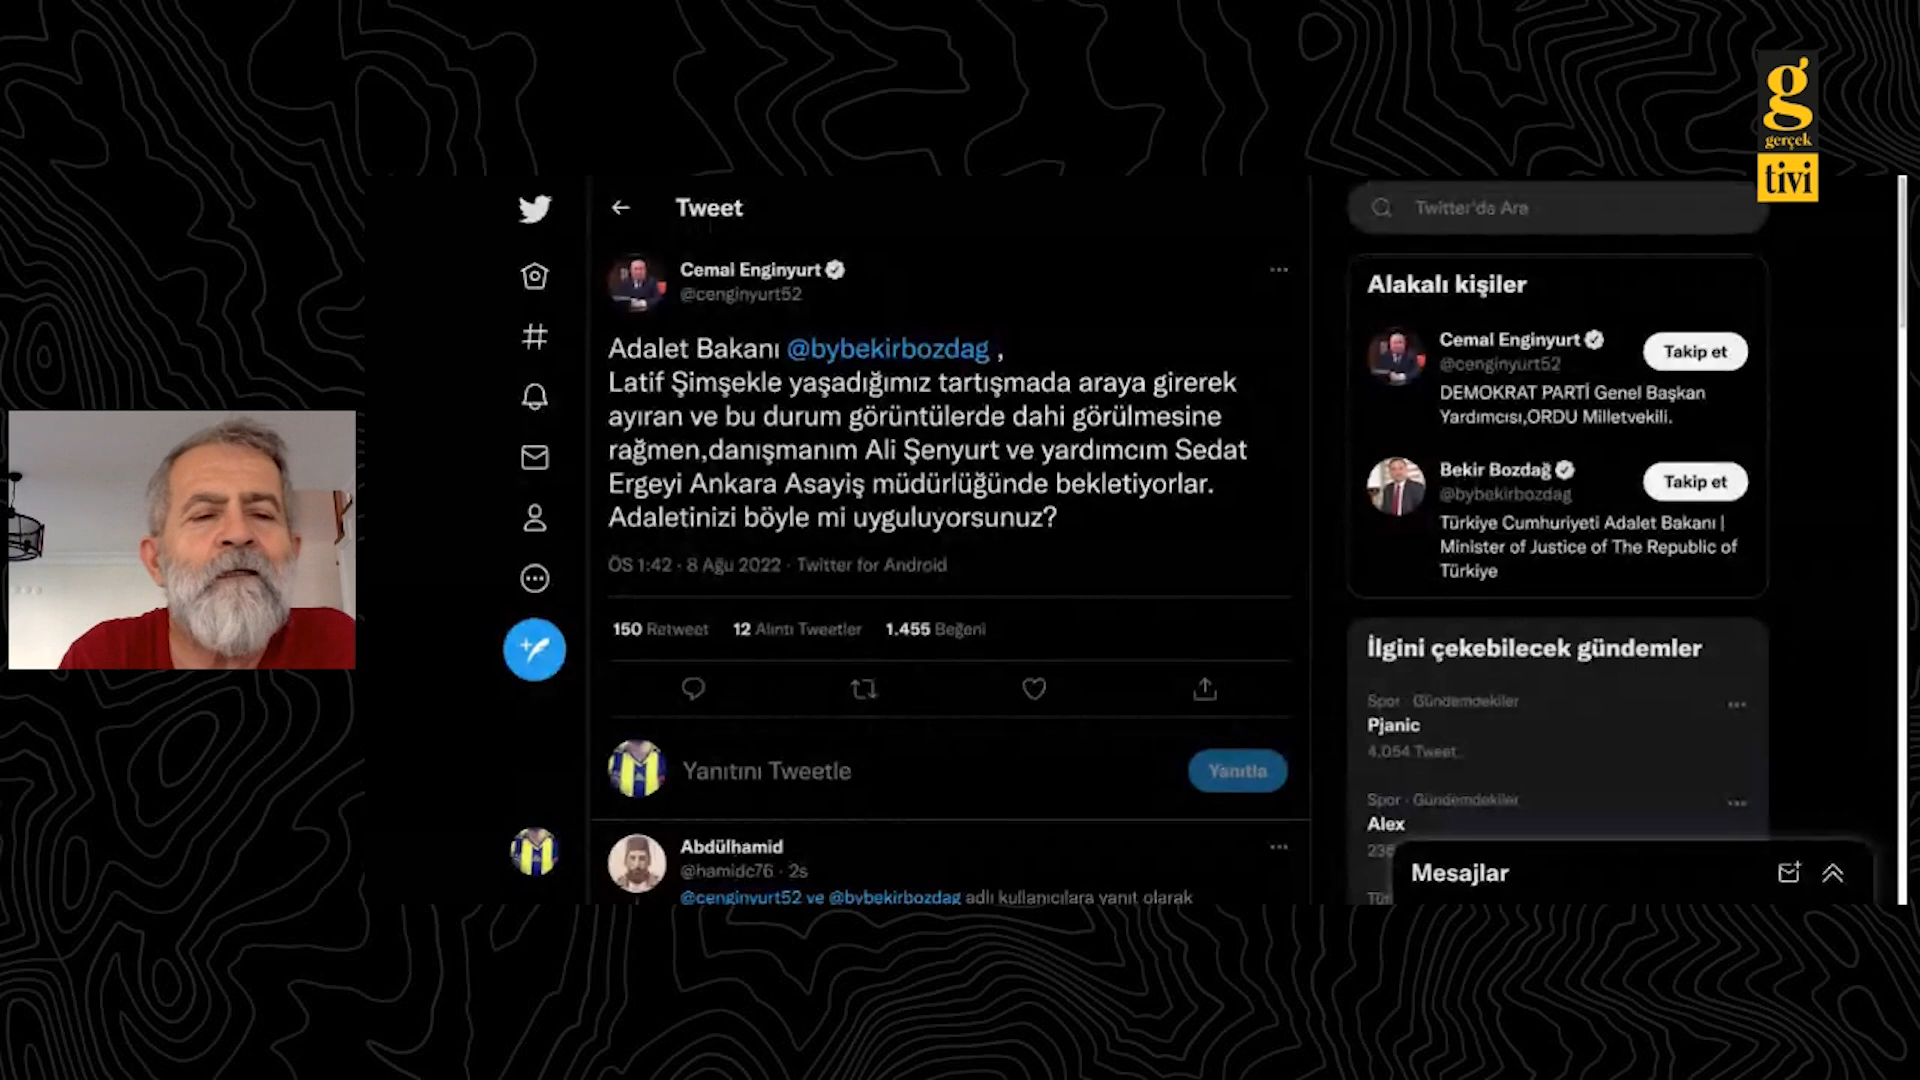 g
gerçek
tivi
Tweet
Cemal Enginyurt
@cenginyurt52
Adalet Bakanı @bybekirbozdag ,
Latif Şimşekle yaşadığımız tartışmada araya girerek
ayıran ve bu durum görüntülerde dahi görülmesine
rağmen,danışmanım Ali Şenyurt ve yardımcım Sedat
Ergeyi Ankara Asayiş müdürlüğünde bekletiyorlar.
Adaletinizi böyle mi uyguluyorsunuz?
ÖS 1:42 · 8 Ağu 2022 · Twitter for Android
150 Retweet 12 Alıntı Tweetler 1.455 Beğeni
Yanıtını Tweetle
Yanıtla
Abdülhamid
@hamidc76 · 2s
@cenginyurt52 ve @bybekirbozdag adlı kullanıcılara yanıt olarak
Twitter'da Ara
Alakalı kişiler
Cemal Enginyurt
@cenginyurt52
Takip et
DEMOKRAT PARTİ Genel Başkan
Yardımcısı,ORDU Milletvekili.
Bekir Bozdağ
@bybekirbozdag
Takip et
Türkiye Cumhuriyeti Adalet Bakanı |
Minister of Justice of The Republic of
Türkiye
İlgini çekebilecek gündemler
Spor · Gündemdekiler
Pjanic
4.054 Tweet
Spor · Gündemdekiler
Alex
Mesajlar